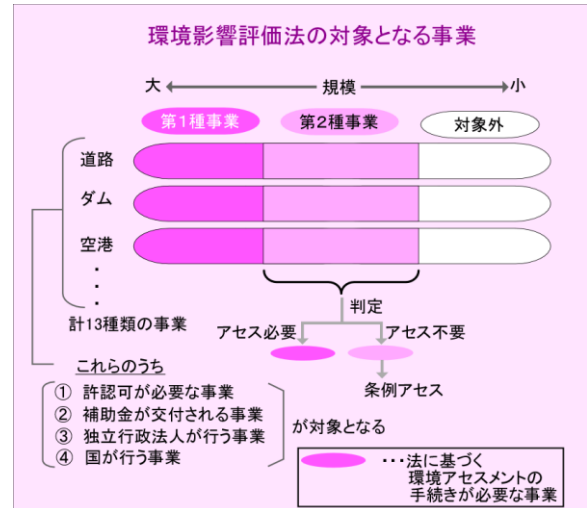 環境影響評価法の対象となる事業
大 規模 小
第1種事業 第2種事業 対象外
道路
ダム
空港
・
・
・
計13種類の事業
判定
アセス必要 アセス不要
条例アセス
これらのうち
① 許認可が必要な事業
② 補助金が交付される事業
③ 独立行政法人が行う事業
④ 国が行う事業
が対象となる
・・・法に基づく
環境アセスメントの
手続きが必要な事業